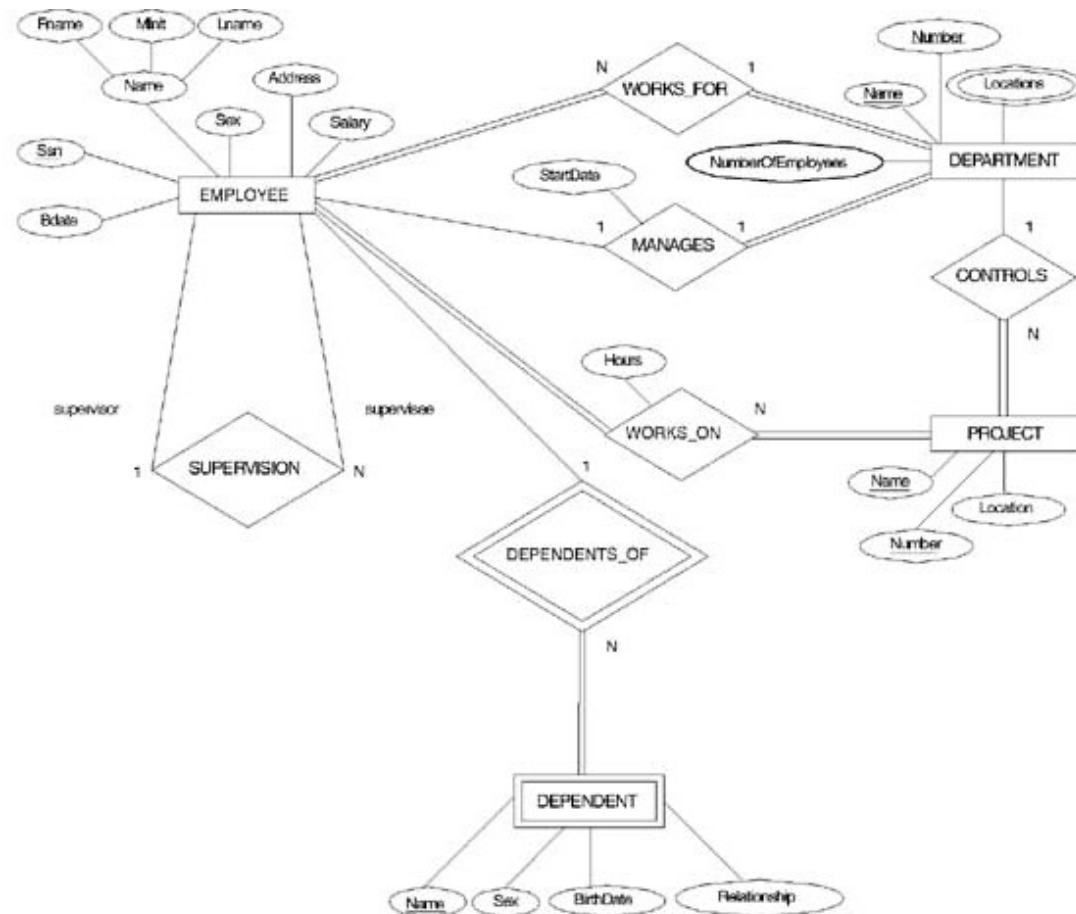 Fname
Minit
Lname
Number
Name
Address
N
1
WORKS_FOR
Name
Locations
Sex
Salary
Ssn
NumberOfEmployees
DEPARTMENT
StartDate
EMPLOYEE
Bdate
1
1
MANAGES
1
CONTROLS
N
Hours
supervisor
supervisee
N
WORKS_ON
PROJECT
1
SUPERVISION
N
1
Name
Location
Number
DEPENDENTS_OF
N
DEPENDENT
Name
Sex
BirthDate
Relationship